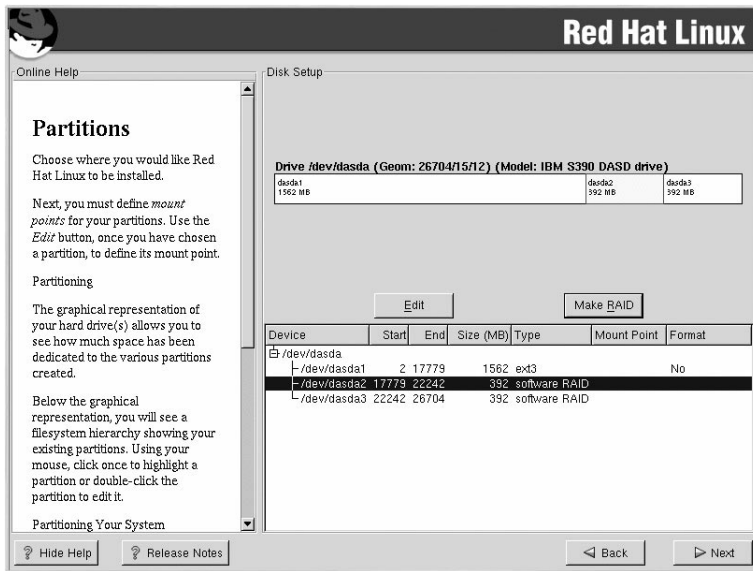 Red Hat Linux
Online Help
Partitions
Choose where you would like Red
Hat Linux to be installed.
Next, you must define mount
points for your partitions. Use the
Edit button, once you have chosen
a partition, to define its mount point.
Partitioning
The graphical representation of
your hard drive(s) allows you to
see how much space has been
dedicated to the various partitions
created.
Below the graphical
representation, you will see a
filesystem hierarchy showing your
existing partitions. Using your
mouse, click once to highlight a
partition or double-click the
partition to edit it.
Partitioning Your System
Disk Setup
Drive /dev/dasda (Geom: 26704/15/12) (Model: IBM S390 DASD drive)
dasda1 dasda2 dasda3
1562 MB 392 MB 392 MB
Edit Make RAID
Device Start End Size (MB) Type Mount Point Format
/dev/dasda
/dev/dasda1 2 17779 1562 ext3 No
/dev/dasda2 17779 22242 392 software RAID
/dev/dasda3 22242 26704 392 software RAID
Hide Help Release Notes Back Next